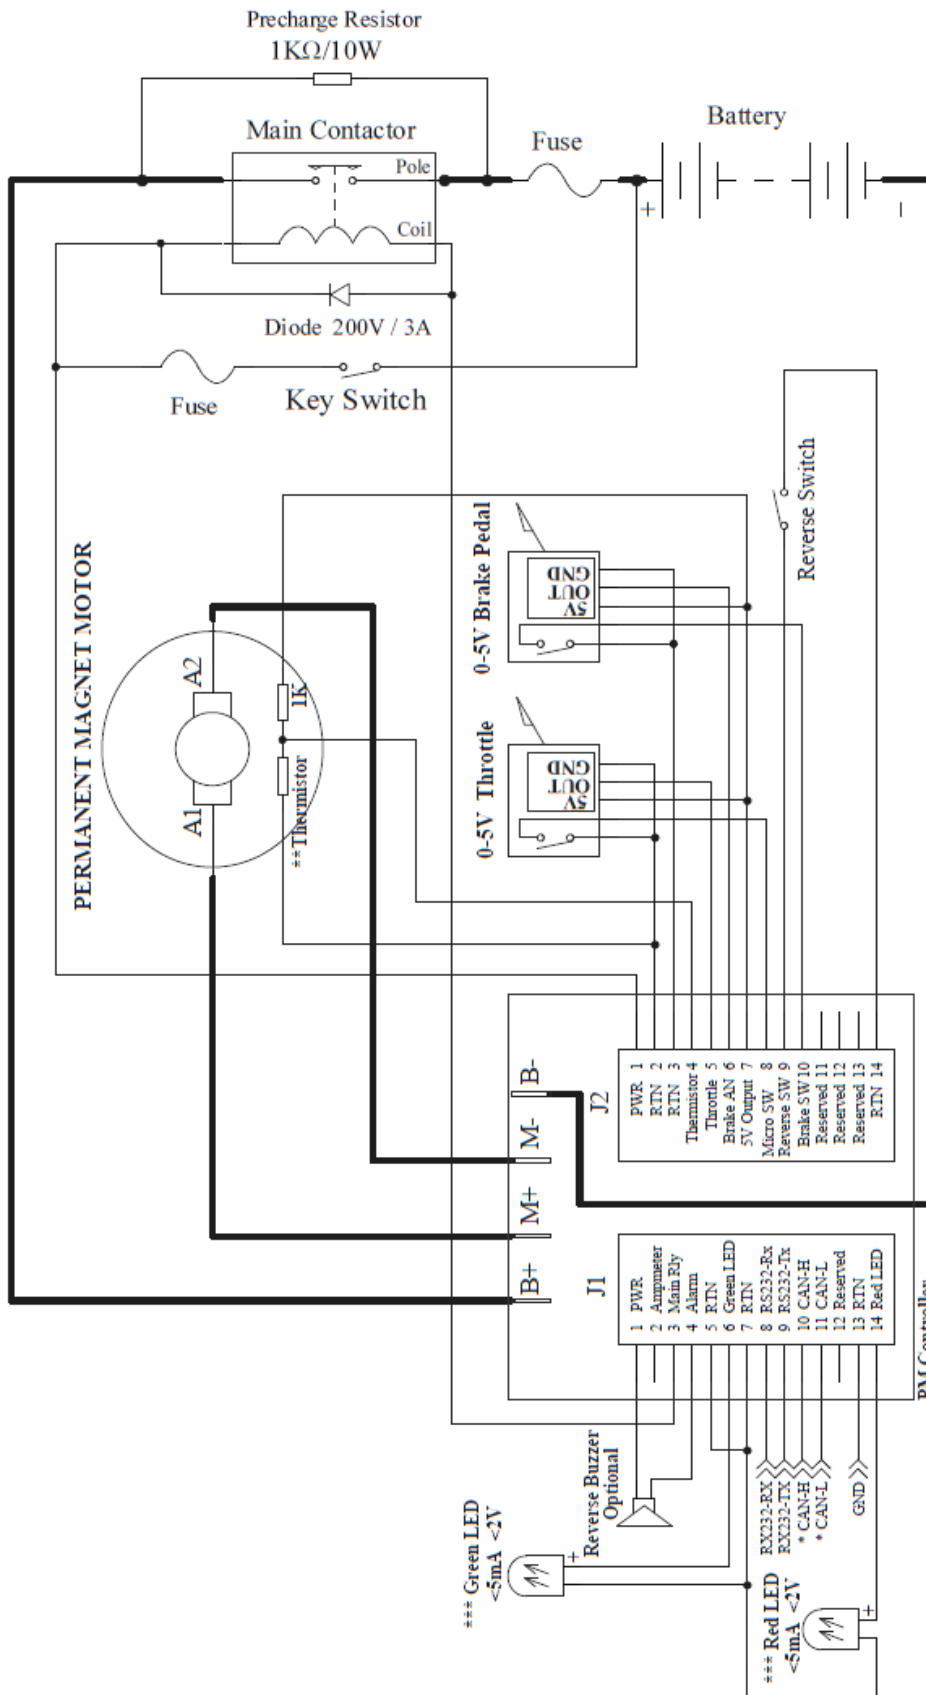 Precharge Resistor
1KΩ/10W
Main Contactor
Pole
Coil
Fuse
Battery
+
−
Diode 200V / 3A
Fuse
Key Switch
Reverse Switch
0-5V Brake Pedal
GND
OUT
5V
0-5V Throttle
GND
OUT
5V
PERMANENT MAGNET MOTOR
A2
A1
1K
**Thermistor
B-
M-
M+
B+
J2
PWR 1
RTN 2
RTN 3
Thermistor 4
Throttle 5
Brake AN 6
5V Output 7
Micro SW 8
Reverse SW 9
Brake SW10
Reserved 11
Reserved 12
Reserved 13
RTN 14
J1
1 PWR
2 Ampmeter
3 Main Rly
4 Alarm
5 RTN
6 Green LED
7 RTN
8 RS232-Rx
9 RS232-Tx
10 CAN-H
11 CAN-L
12 Reserved
13 RTN
14 Red LED
PM Controller
Reverse Buzzer
Optional
*** Green LED
<5mA <2V
+
RX232-RX
RX232-TX
* CAN-H
* CAN-L
GND
*** Red LED
<5mA <2V
+